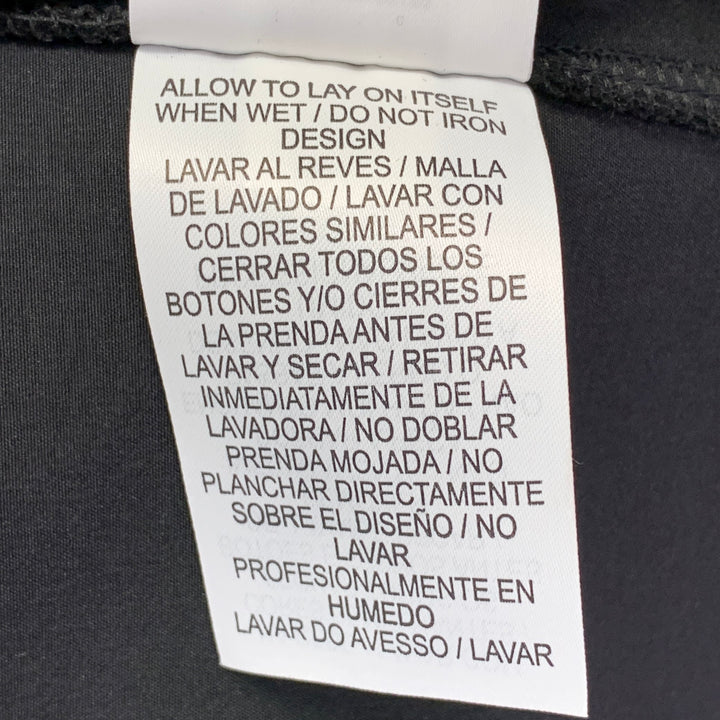 ALLOW TO LAY ON ITSELF
WHEN WET / DO NOT IRON
DESIGN
LAVAR AL REVES / MALLA
DE LAVADO / LAVAR CON
COLORES SIMILARES /
CERRAR TODOS LOS
BOTONES Y/O CIERRES DE
LA PRENDA ANTES DE
LAVAR Y SECAR / RETIRAR
INMEDIATAMENTE DE LA
LAVADORA / NO DOBLAR
PRENDA MOJADA / NO
PLANCHAR DIRECTAMENTE
SOBRE EL DISEÑO / NO
LAVAR
PROFESIONALMENTE EN
HUMEDO
LAVAR DO AVESSO / LAVAR